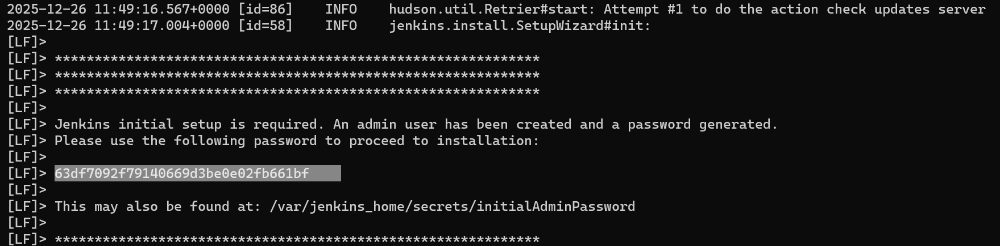 2025-12-26 11:49:16.567+0000 [id=86]    INFO    hudson.util.Retrier#start: Attempt #1 to do the action check updates server
2025-12-26 11:49:17.004+0000 [id=58]    INFO    jenkins.install.SetupWizard#init:
[LF]>
[LF]> *************************************************************
[LF]> *************************************************************
[LF]> *************************************************************
[LF]>
[LF]> Jenkins initial setup is required. An admin user has been created and a password generated.
[LF]> Please use the following password to proceed to installation:
[LF]>
[LF]> 63df7092f79140669d3be0e02fb661bf
[LF]>
[LF]> This may also be found at: /var/jenkins_home/secrets/initialAdminPassword
[LF]>
[LF]> *************************************************************